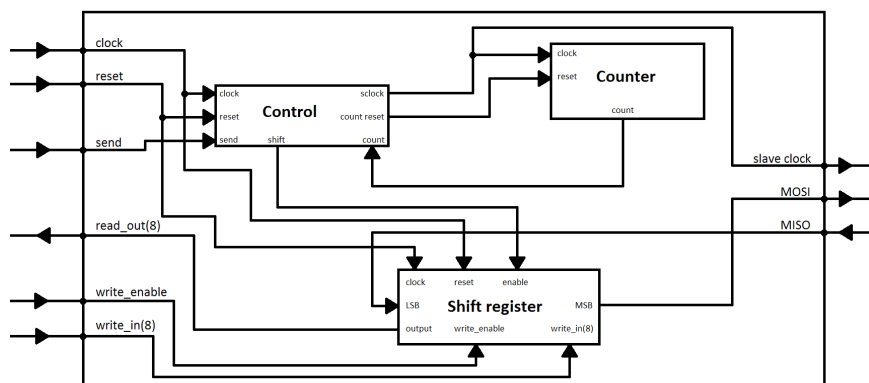 clock
reset
send
read_out(8)
write_enable
write_in(8)
Control
clock
reset
send
shift
sclock
count reset
count
Counter
clock
reset
count
slave clock
MOSI
MISO
Shift register
clock
reset
enable
LSB
MSB
output
write_enable
write_in(8)